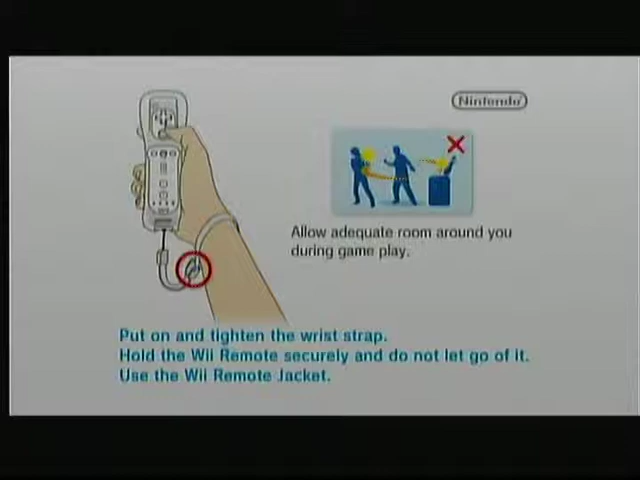 Nintendo
Allow adequate room around you
during game play.
Put on and tighten the wrist strap.
Hold the Wii Remote securely and do not let go of it.
Use the Wii Remote Jacket.